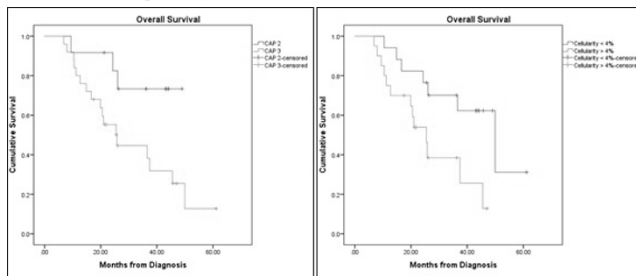 Overall Survival
CAP 2
CAP 3
CAP 2-censored
CAP 3-censored
1.0
0.8
0.6
0.4
0.2
0.0
Cumulative Survival
.00
20.00
40.00
60.00
Months from Diagnosis
Overall Survival
Cellularity < 4%
Cellularity > 4%
Cellularity < 4%-censored
Cellularity > 4%-censored
1.0
0.8
0.6
0.4
0.2
0.0
Cumulative Survival
.00
20.00
40.00
60.00
Months from Diagnosis